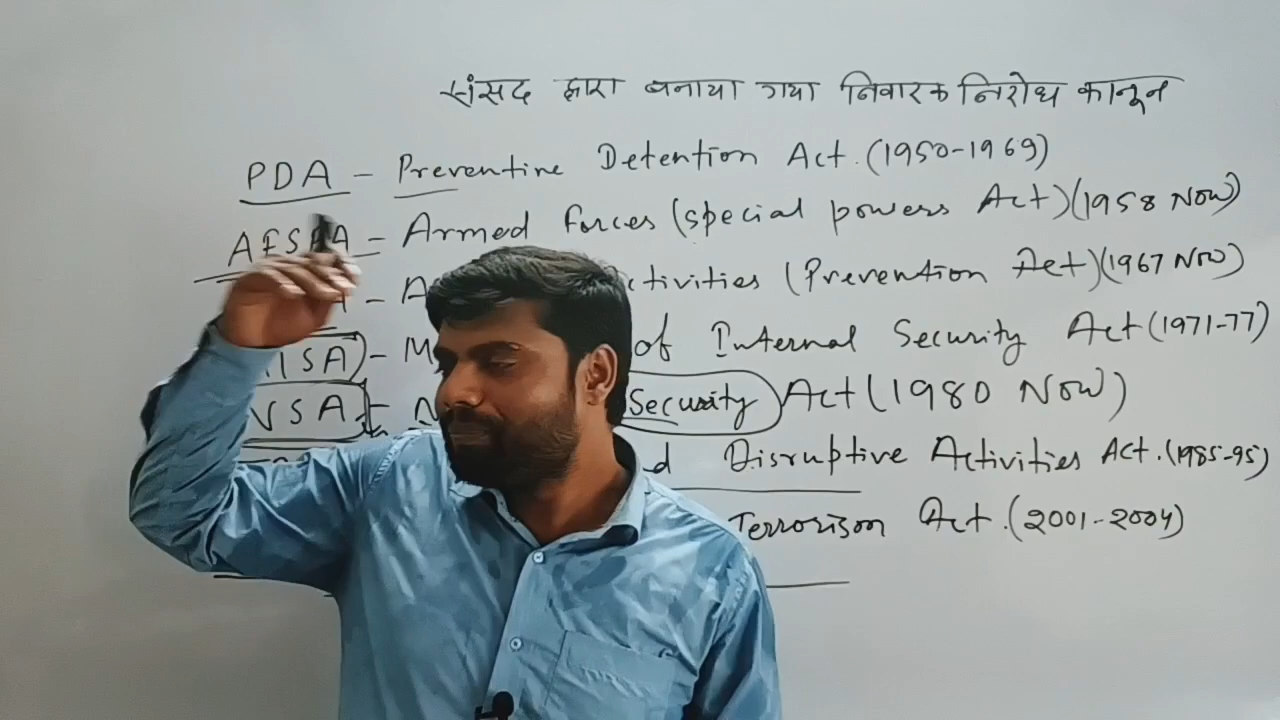 संसद द्वारा बनाया गया निवारक निरोध कानून
PDA - Preventine Detention Act. (1950-1969)
AFSPA - Armed forces (special powers Act) (1958 Now)
A - A ctivities (Prevention Act) (1967 Now)
ISA) - M of Internal Security Act (1971-77)
NSA - N Security Act (1980 Now)
d Disruptive Activities Act. (1985-95)
Terrorison Act. (2001-2004)